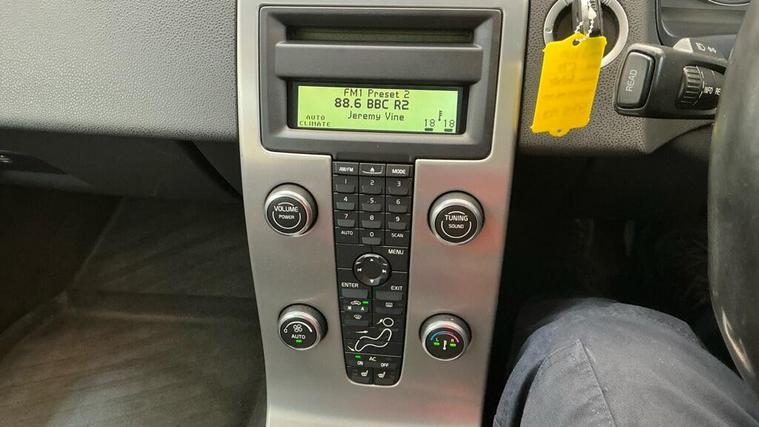 FM1 Preset 2
88.6 BBC R2
Jeremy Vine
AUTO
CLIMATE
18 18
READ
INFO
AM/FM
MODE
1 2 3
4 5 6
7 8 9
AUTO 0 SCAN
VOLUME
POWER
TUNING
SOUND
MENU
ENTER EXIT
M A
AUTO
L R
AC
ON OFF